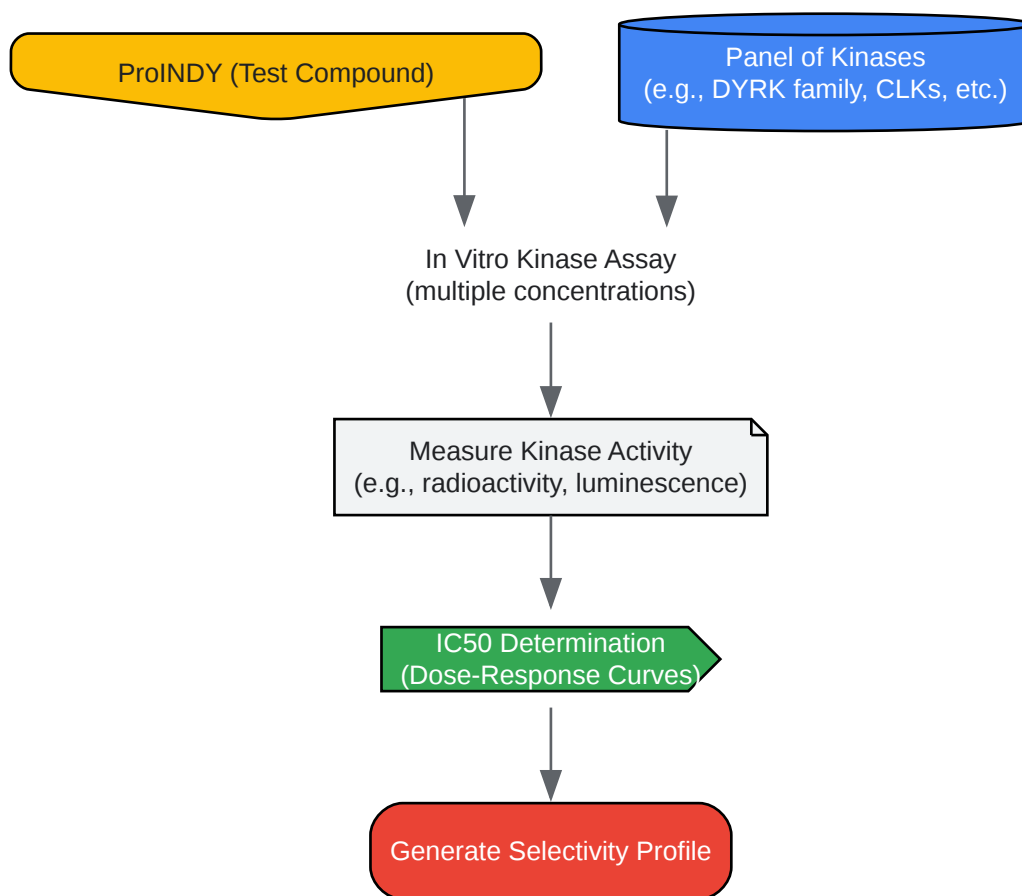 ProINDY (Test Compound)
Panel of Kinases
(e.g., DYRK family, CLKs, etc.)
In Vitro Kinase Assay
(multiple concentrations)
Measure Kinase Activity
(e.g., radioactivity, luminescence)
IC50 Determination
(Dose-Response Curves)
Generate Selectivity Profile